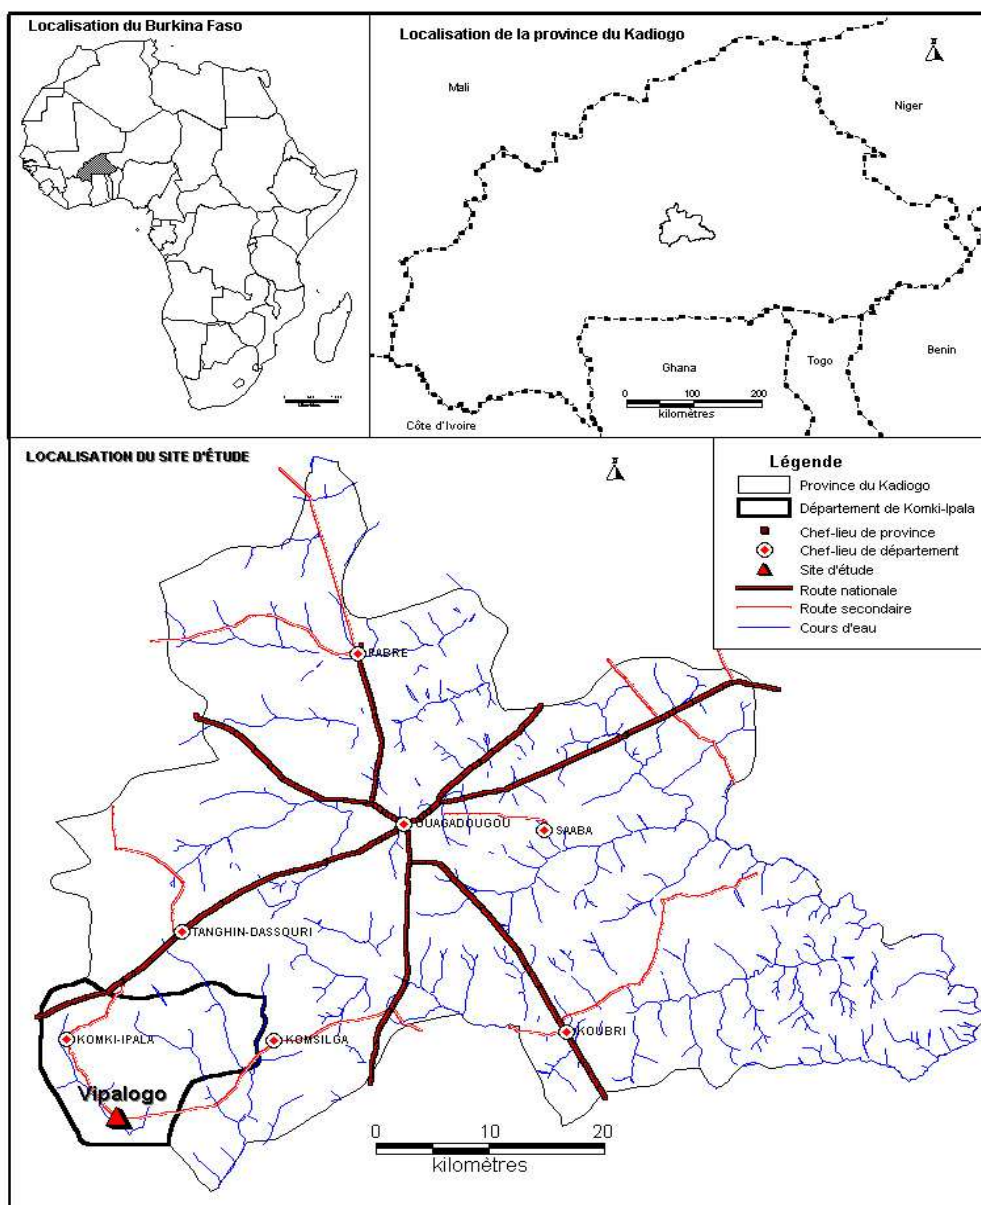 Localisation du Burkina Faso
Localisation de la province du Kadiogo
Mali
Niger
Ghana
Togo
Benin
Côte d'Ivoire
0 100 200
kilomètres
LOCALISATION DU SITE D'ÉTUDE
Légende
Province du Kadiogo
Département de Komki-Ipala
Chef-lieu de province
Chef-lieu de département
Site d'étude
Route nationale
Route secondaire
Cours d'eau
PABRE
OUAGADOUGOU
SAABA
TANGHIN-DASSOURI
KOMKI-IPALA
KOMSILGA
KOUBRI
Vipalogo
0 10 20
kilomètres